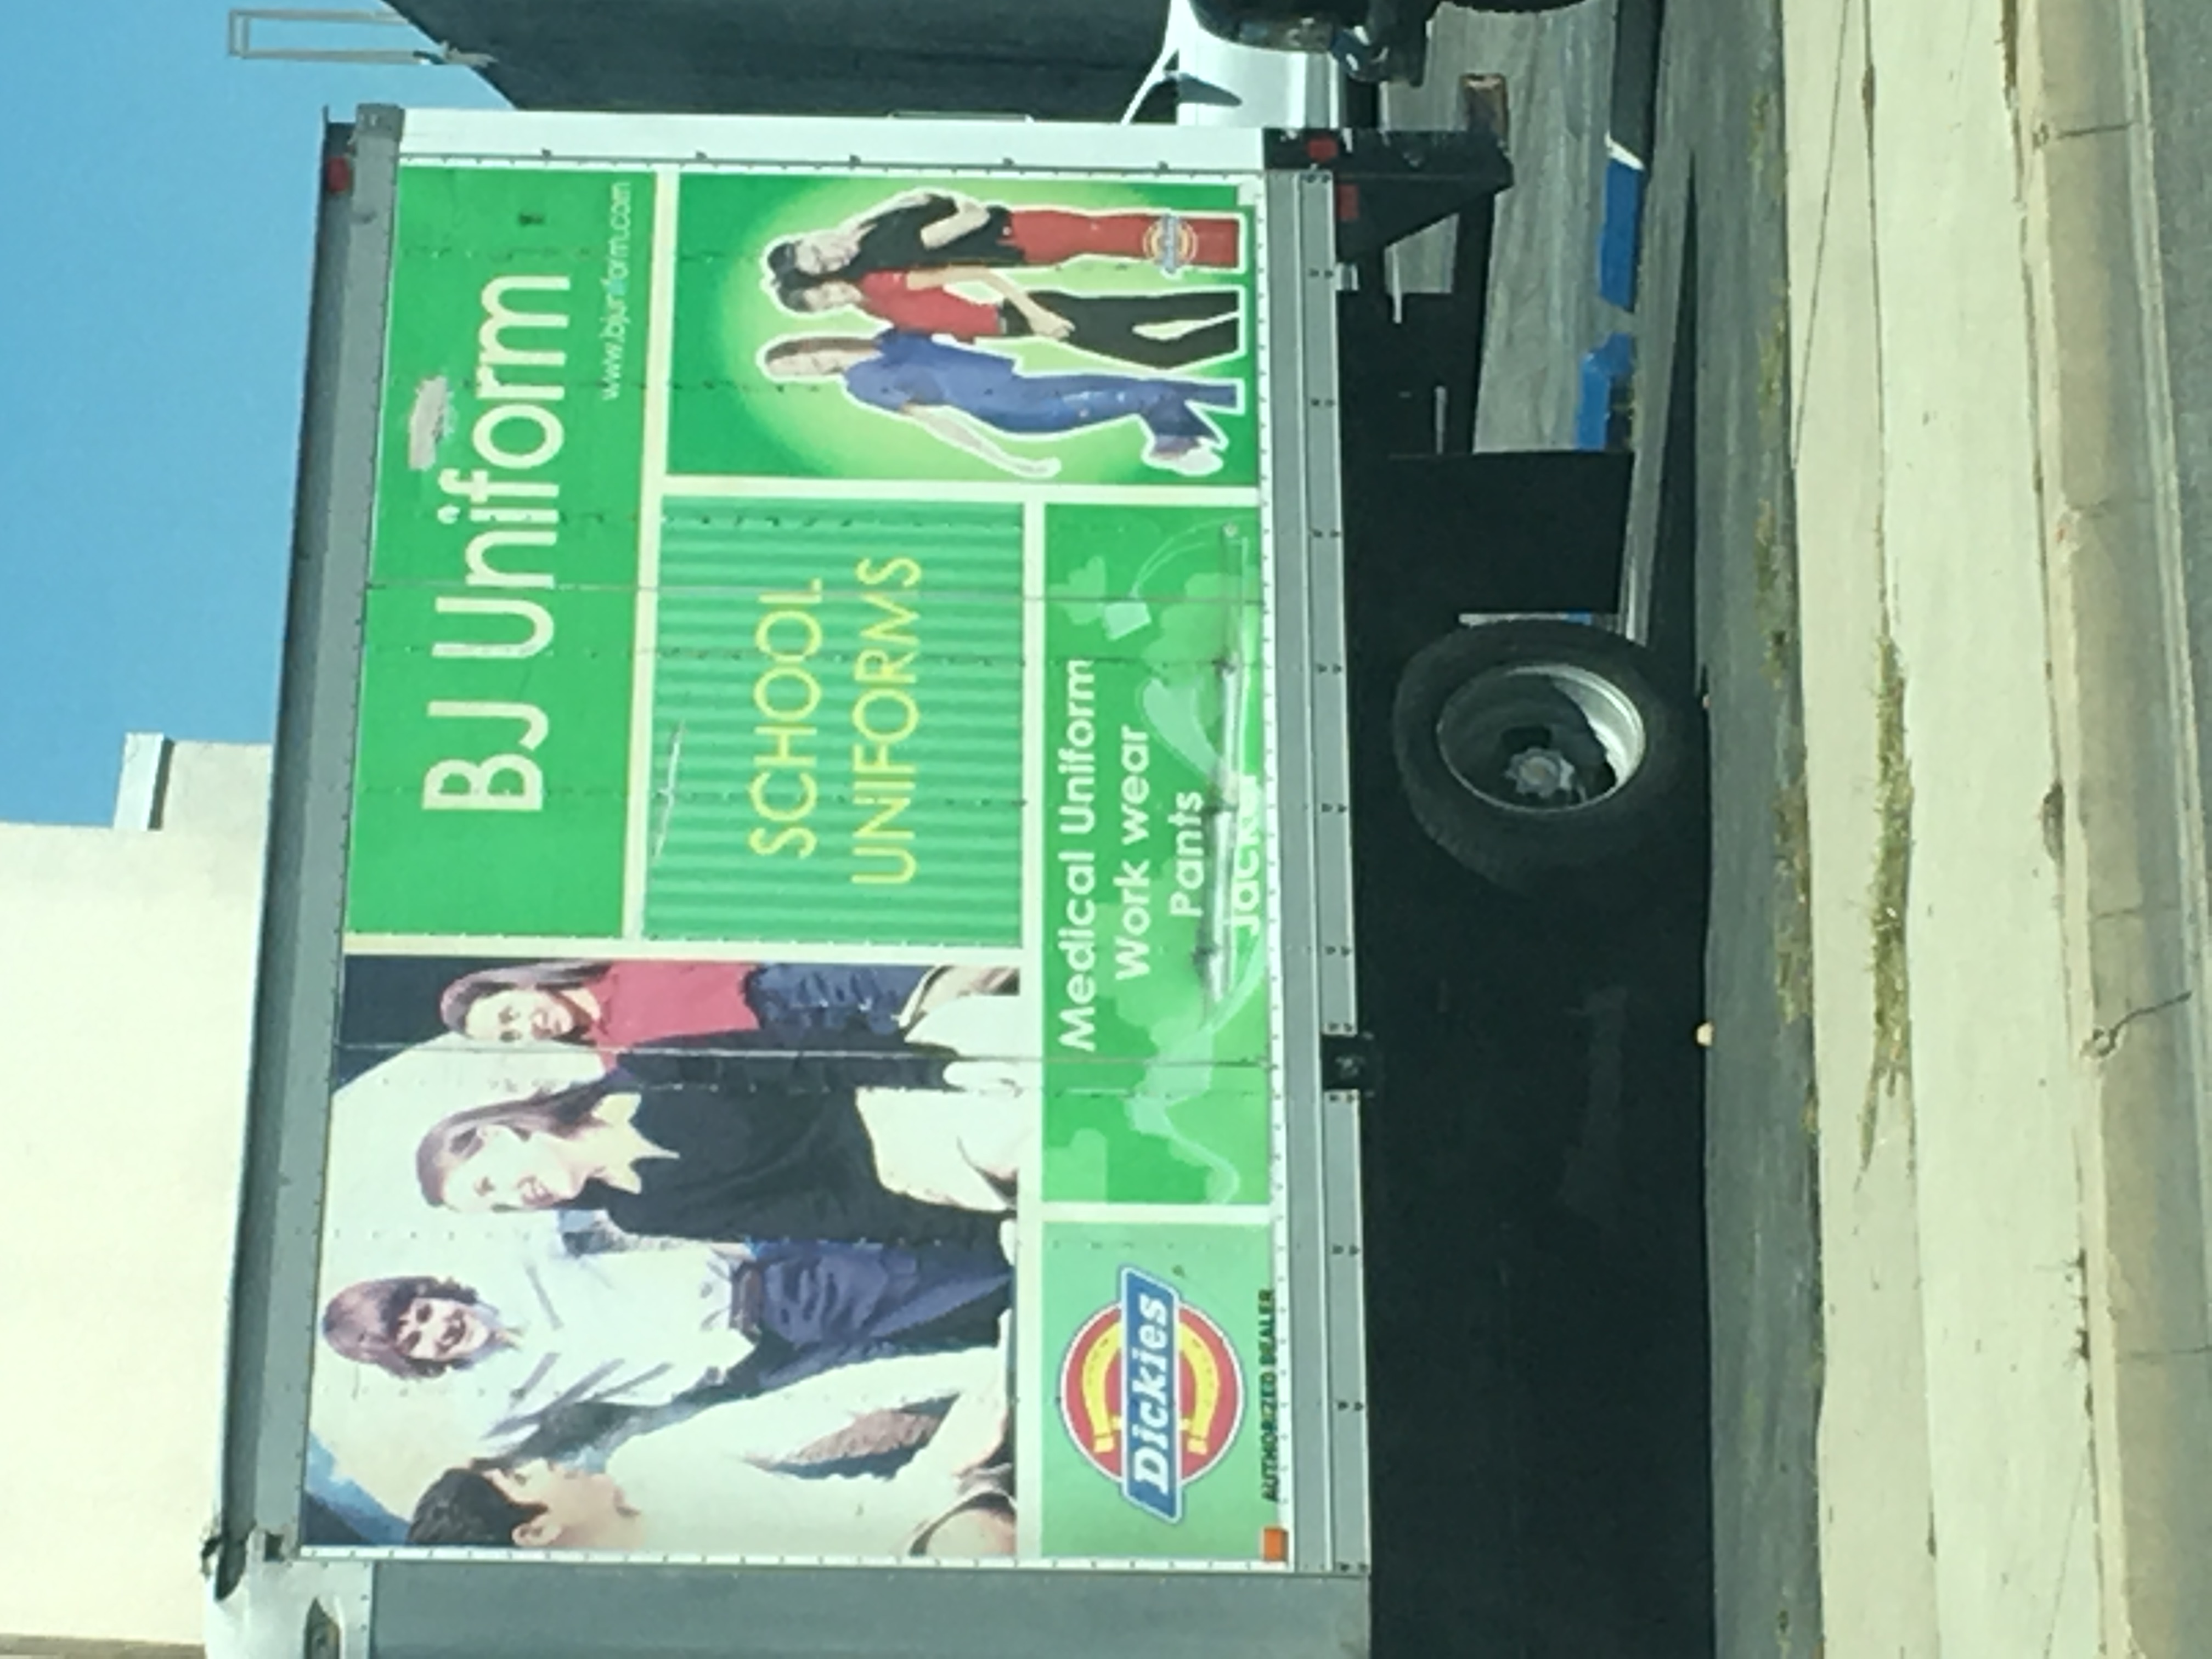 BJ Uniform
www.bjuniform.com
SCHOOL
UNIFORMS
Medical Uniform
Work wear
Pants
Dickies
AUTHORIZED DEALER